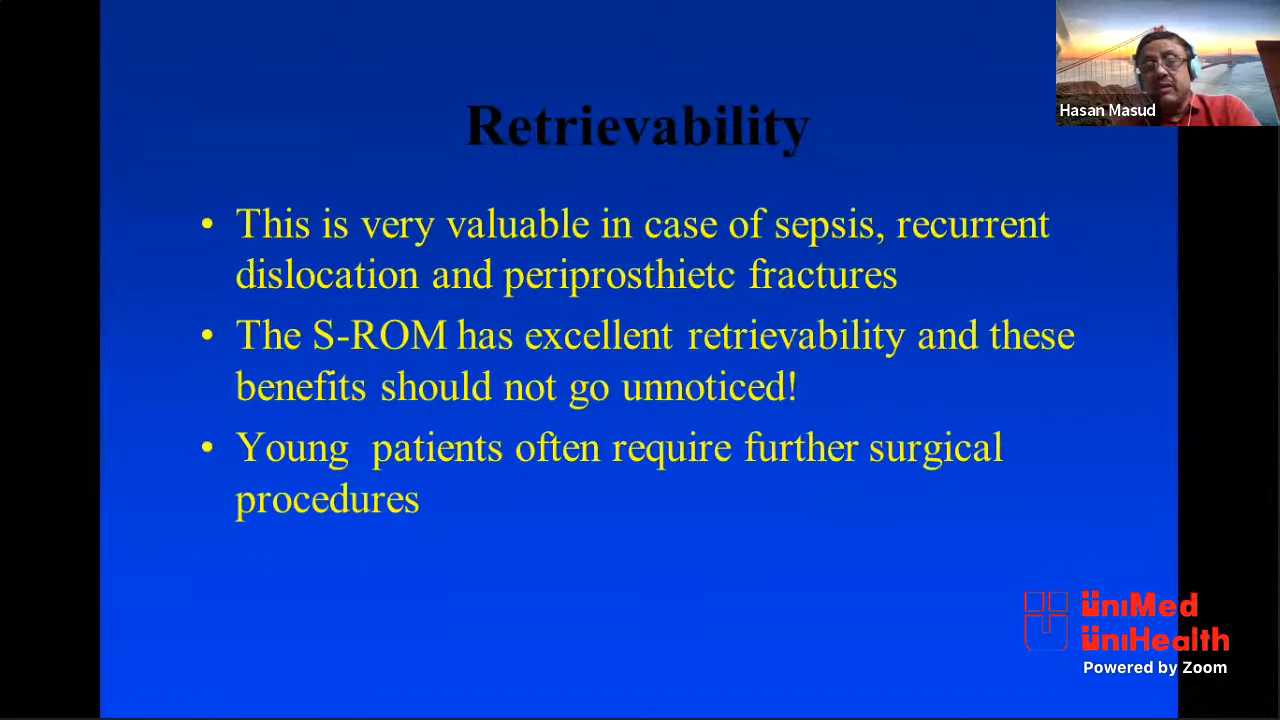 Retrievability
• This is very valuable in case of sepsis, recurrent
dislocation and periprosthietc fractures
• The S-ROM has excellent retrievability and these
benefits should not go unnoticed!
• Young patients often require further surgical
procedures
Hasan Masud
üniMed
üniHealth
Powered by Zoom